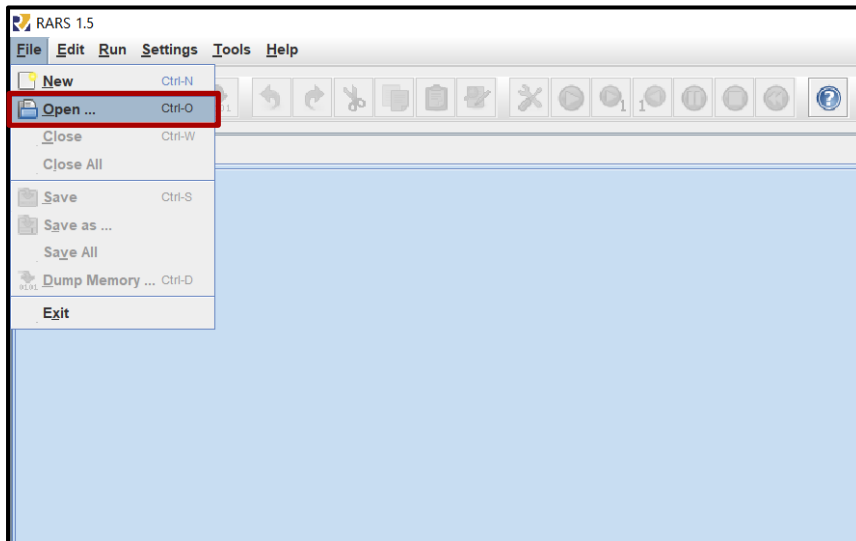 RARS 1.5
File Edit Run Settings Tools Help
New Ctrl-N
Open ... Ctrl-O
Close Ctrl-W
Close All
Save Ctrl-S
Save as ...
Save All
Dump Memory ... Ctrl-D
Exit